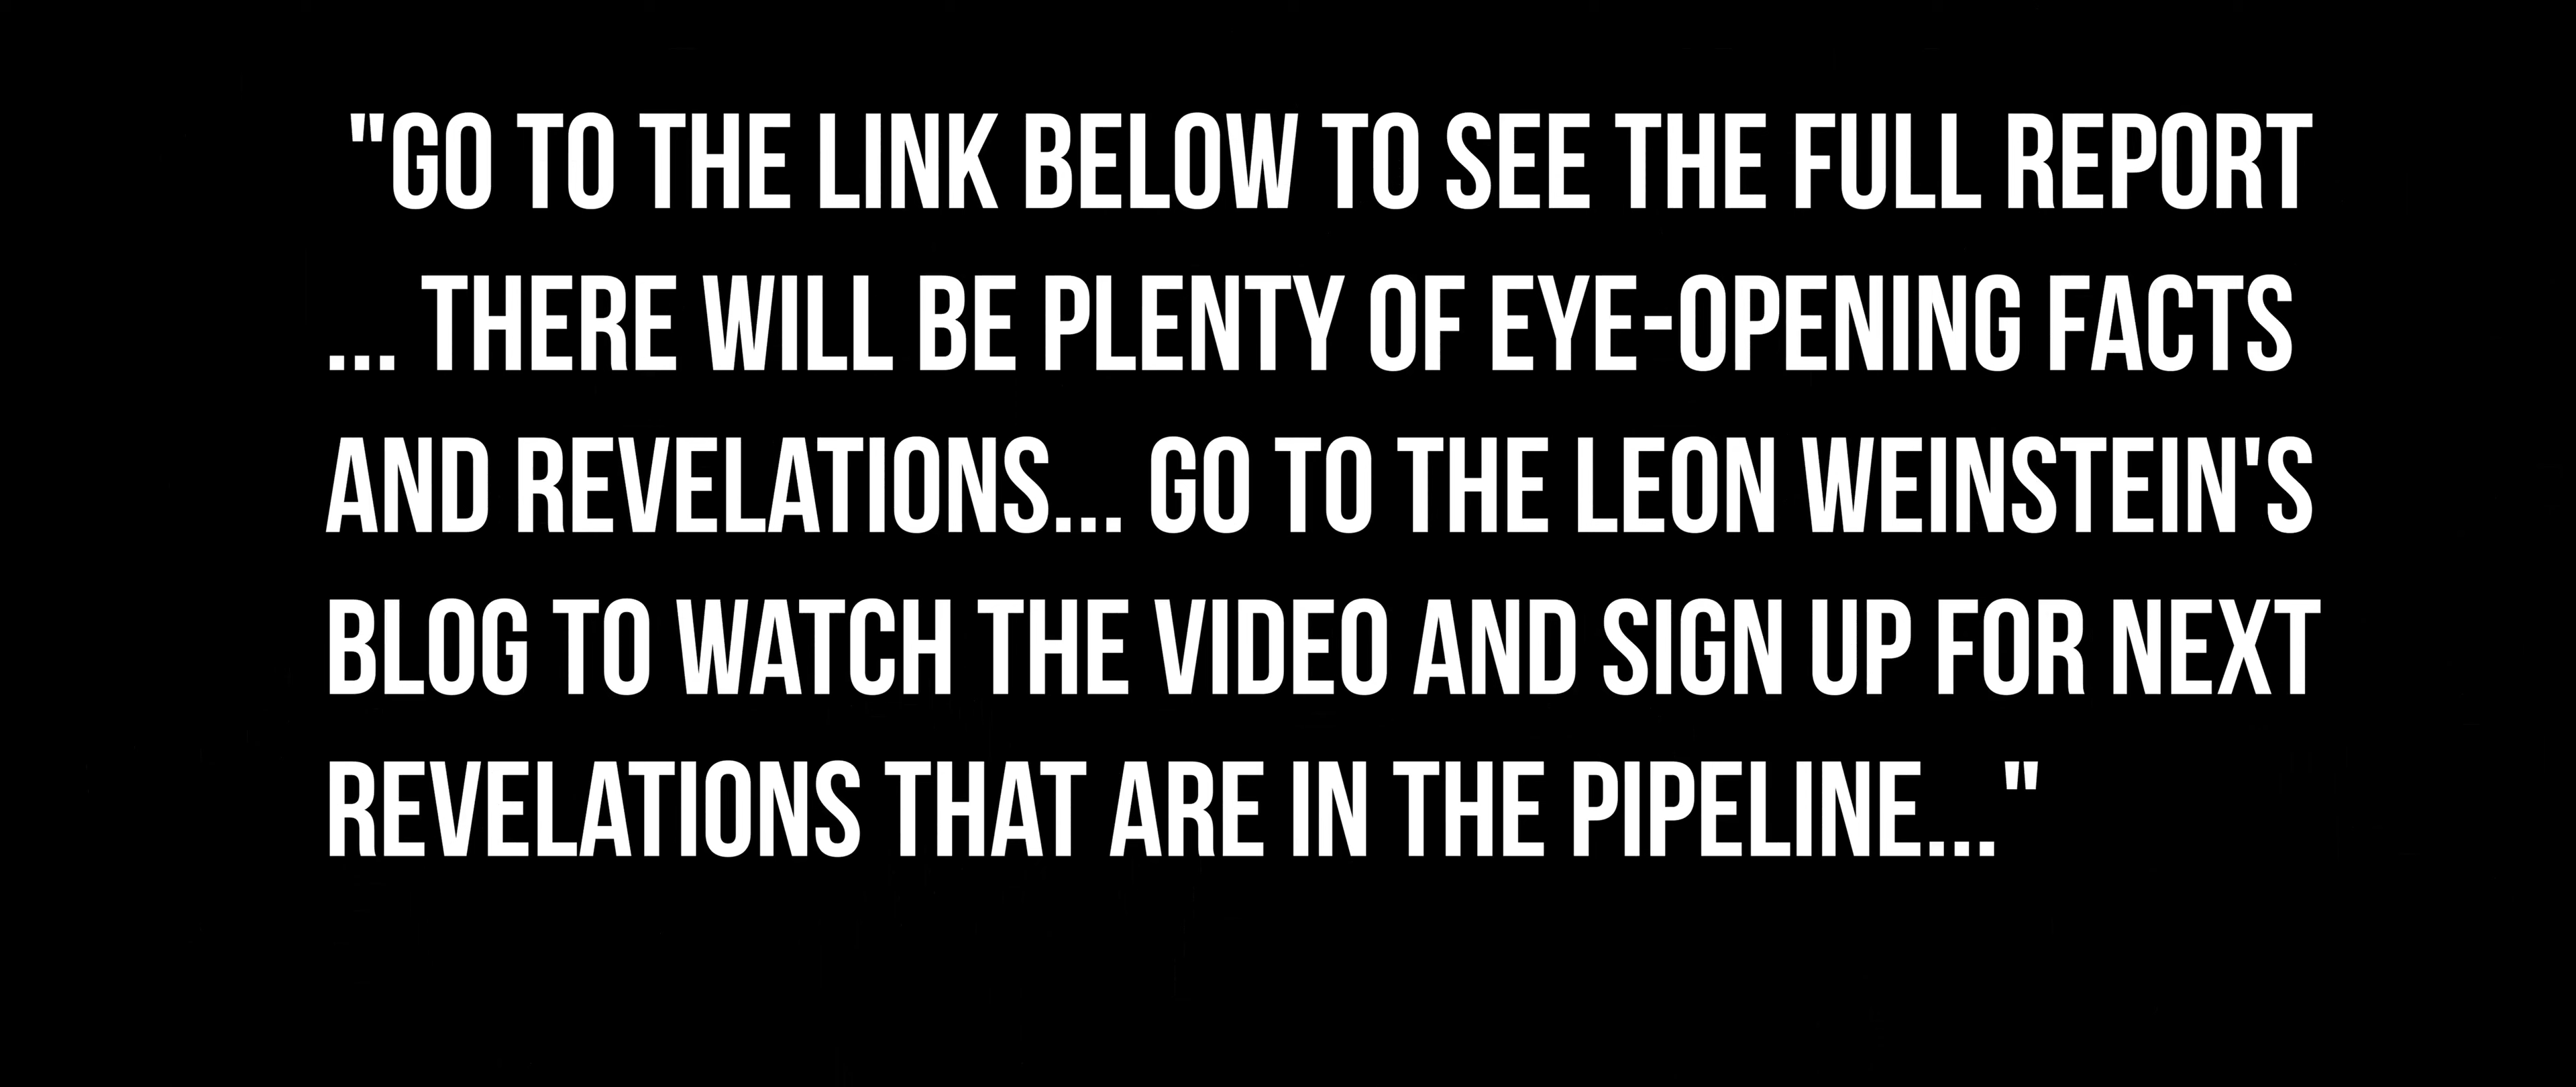 "GO TO THE LINK BELOW TO SEE THE FULL REPORT
... THERE WILL BE PLENTY OF EYE-OPENING FACTS
AND REVELATIONS... GO TO THE LEON WEINSTEIN'S
BLOG TO WATCH THE VIDEO AND SIGN UP FOR NEXT
REVELATIONS THAT ARE IN THE PIPELINE..."